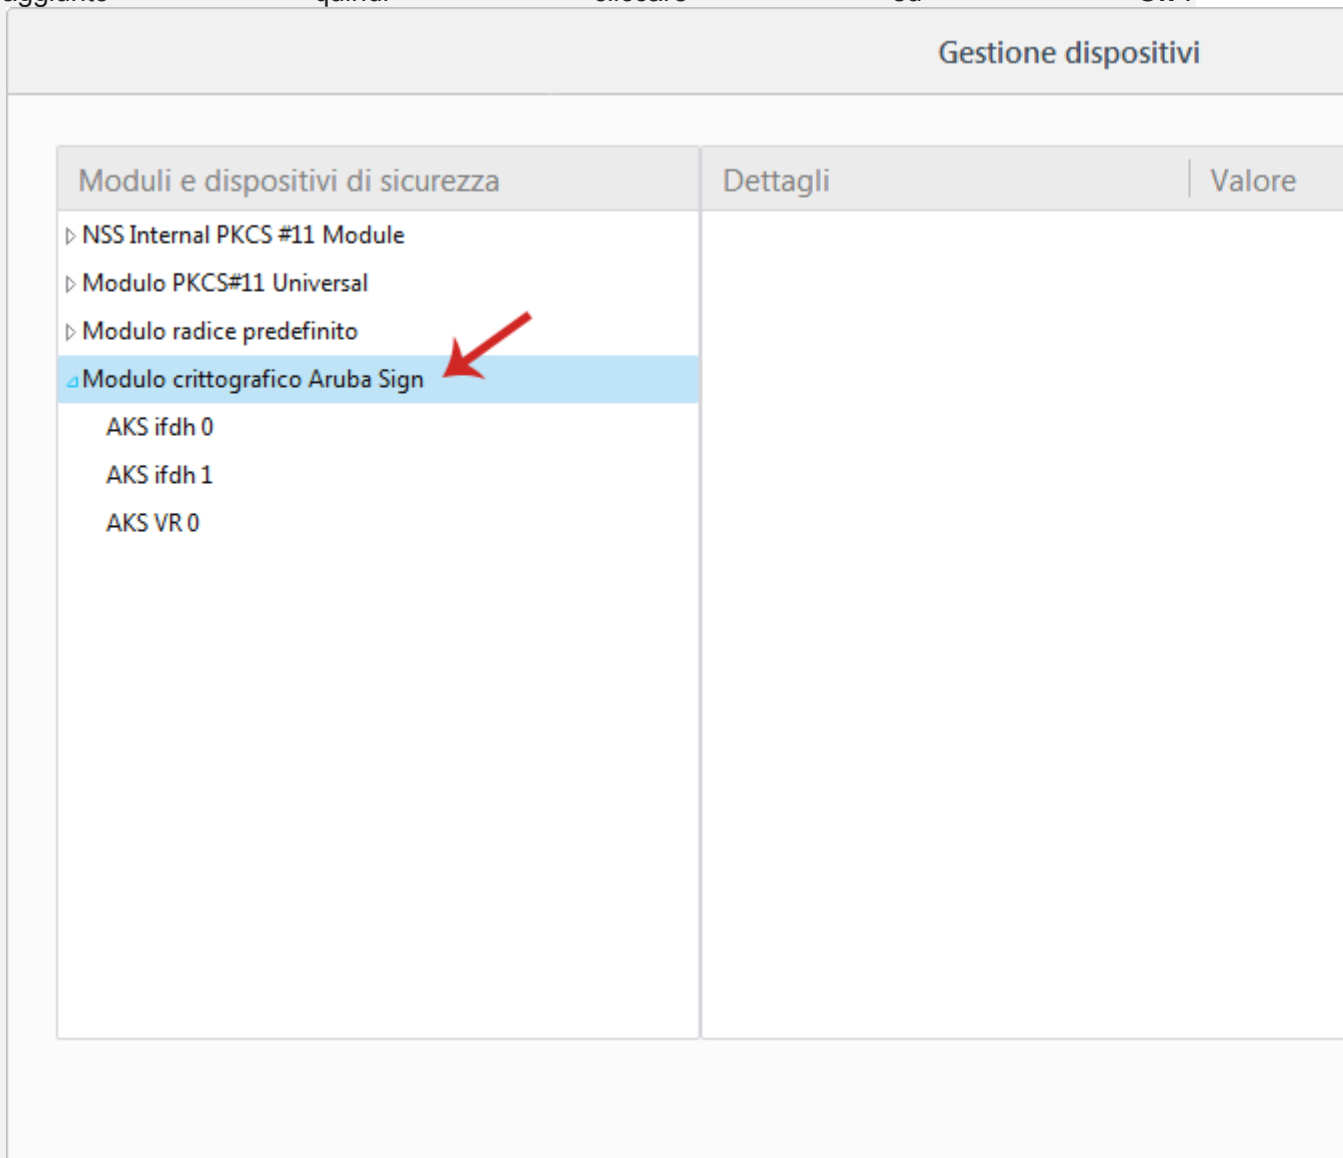 quindi
Gestione dispositivi
Moduli e dispositivi di sicurezza
Dettagli
Valore
NSS Internal PKCS #11 Module
Modulo PKCS#11 Universal
Modulo radice predefinito
Modulo crittografico Aruba Sign
AKS ifdh 0
AKS ifdh 1
AKS VR 0